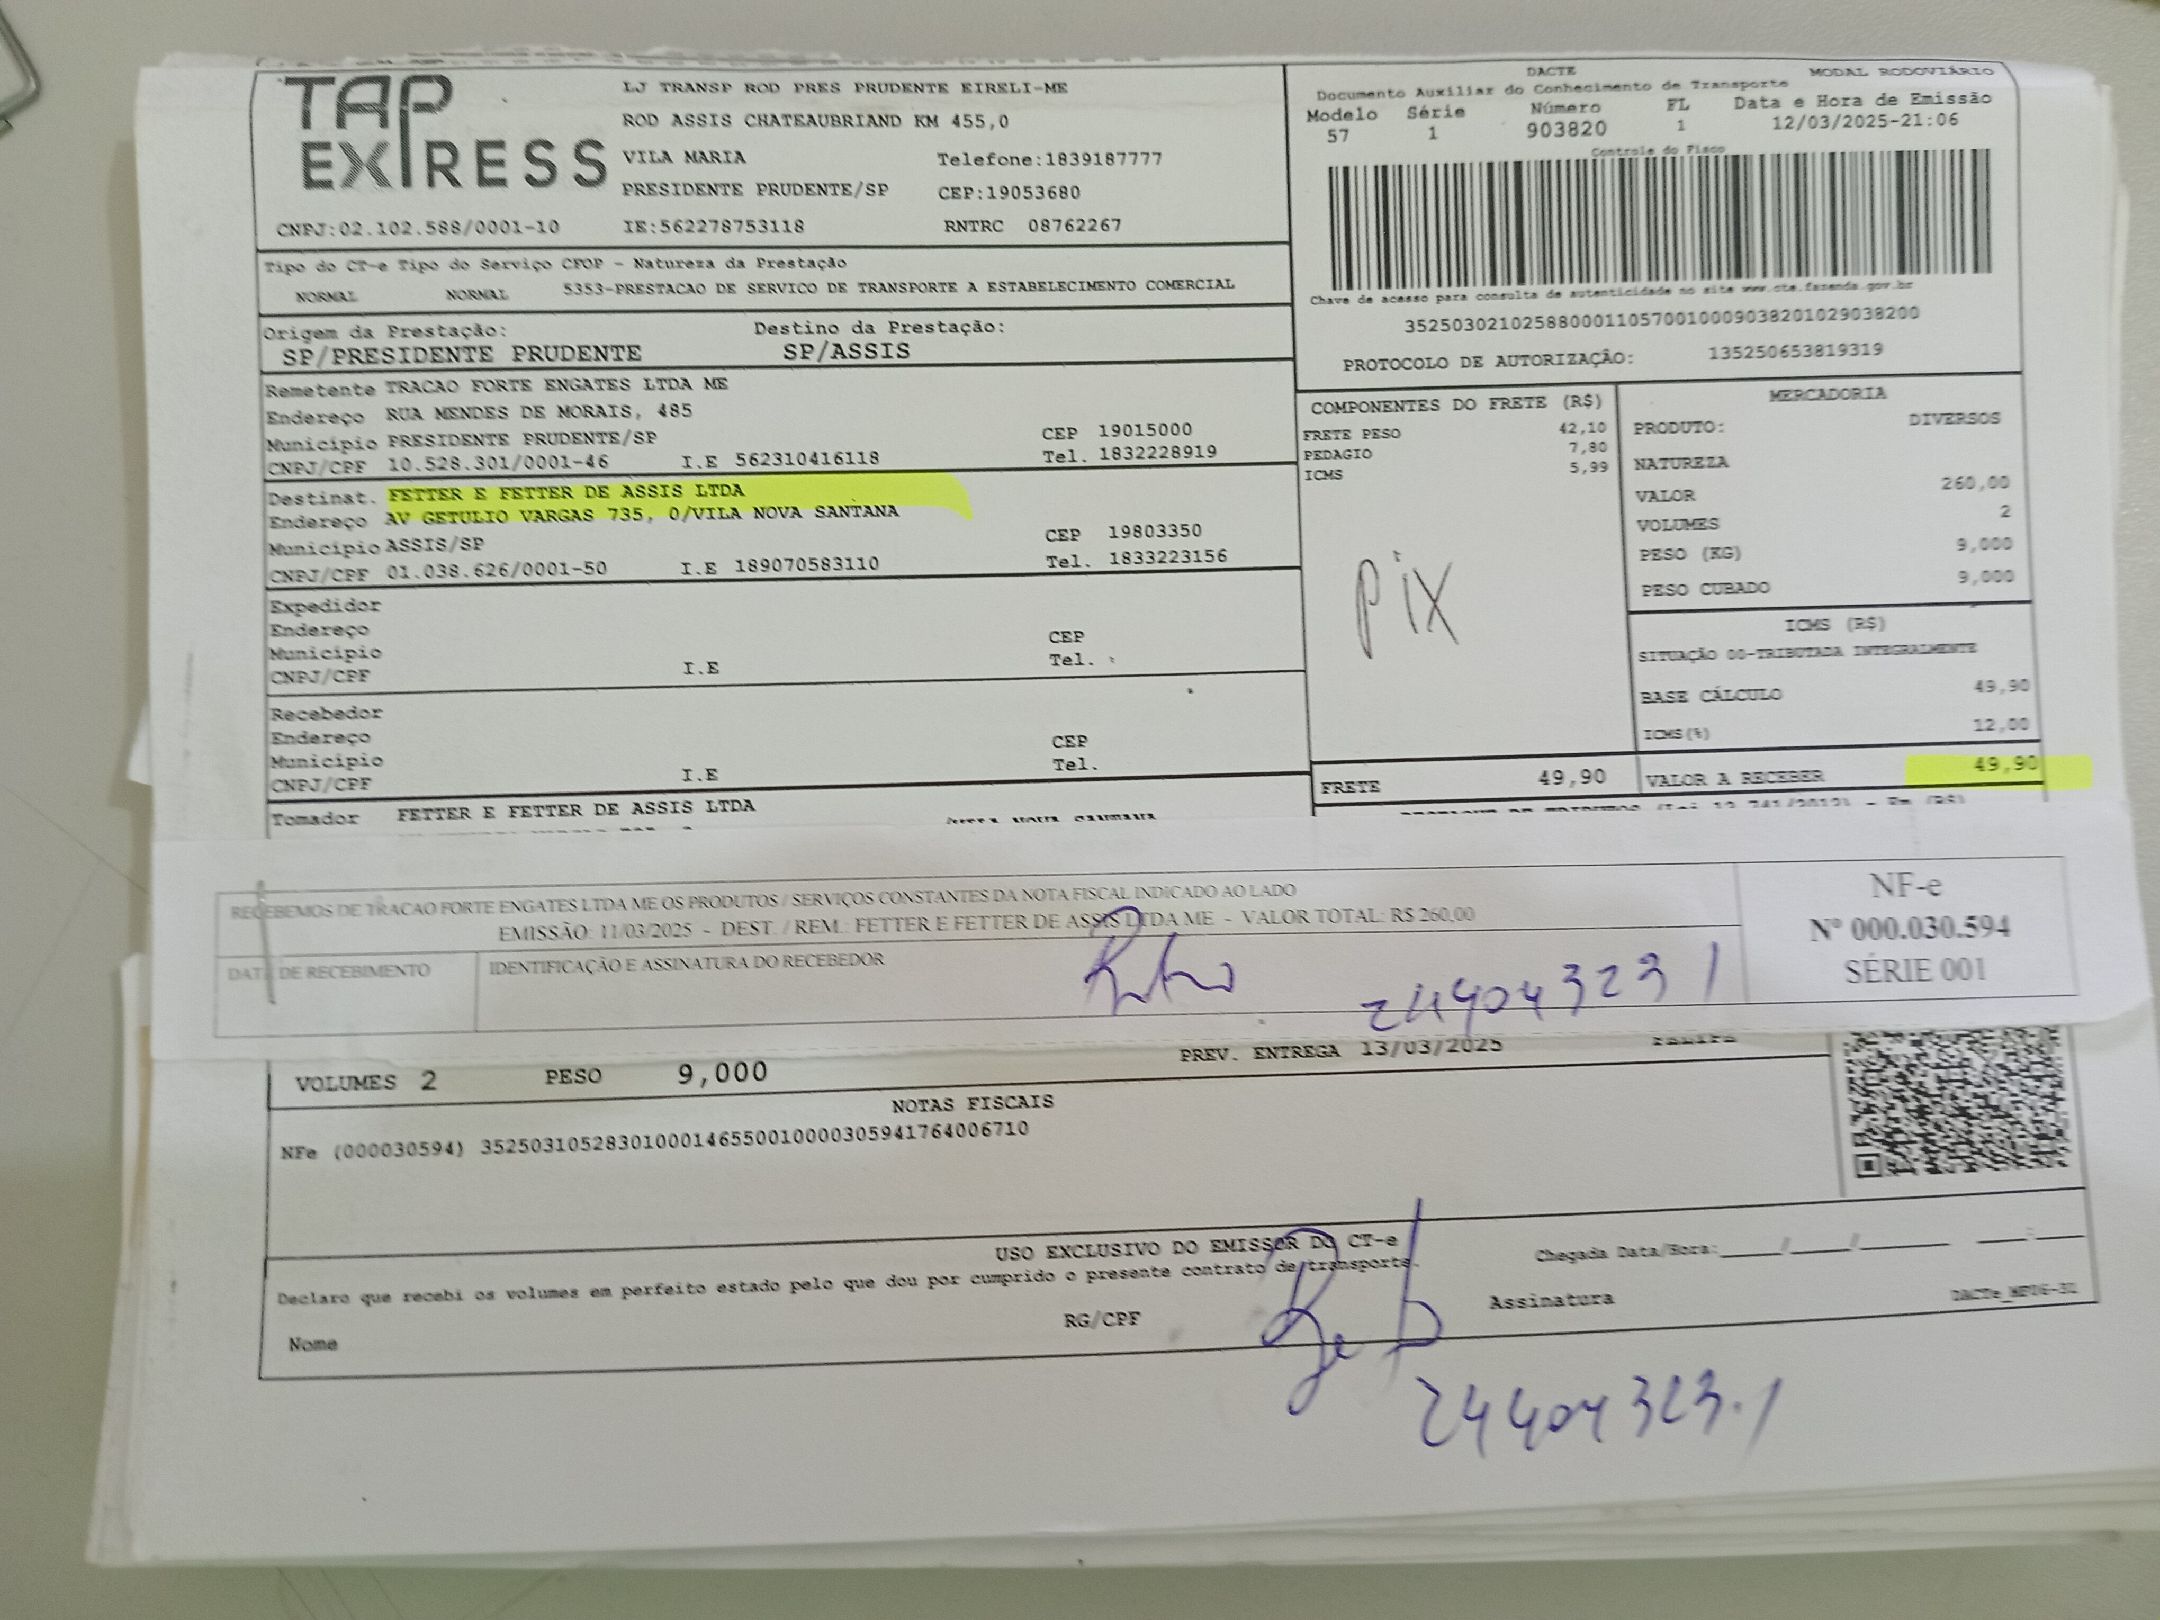 TAP EXPRESS
CNPJ:02.102.588/0001-10
LJ TRANSP ROD PRES PRUDENTE EIRELI-ME
ROD ASSIS CHATEAUBRIAND KM 455,0
VILA MARIA Telefone:1839187777
PRESIDENTE PRUDENTE/SP CEP:19053680
IE:562278753118 RNTRC 08762267
DACTE MODAL RODOVIÁRIO
Documento Auxiliar do Conhecimento de Transporte
Modelo Série Número FL Data e Hora de Emissão
57 1 903820 1 12/03/2025-21:06
Controle do Fisco
Chave de acesso para consulta de autenticidade no site www.cte.fazenda.gov.br
35250302102588000110570010009038201029038200
PROTOCOLO DE AUTORIZAÇÃO: 135250653819319
Tipo do CT-e Tipo do Serviço CFOP - Natureza da Prestação
NORMAL NORMAL 5353-PRESTACAO DE SERVICO DE TRANSPORTE A ESTABELECIMENTO COMERCIAL
Origem da Prestação: Destino da Prestação:
SP/PRESIDENTE PRUDENTE SP/ASSIS
Remetente TRACAO FORTE ENGATES LTDA ME
Endereço RUA MENDES DE MORAIS, 485
Município PRESIDENTE PRUDENTE/SP CEP 19015000
CNPJ/CPF 10.528.301/0001-46 I.E 562310416118 Tel. 1832228919
Destinat. FETTER E FETTER DE ASSIS LTDA
Endereço AV GETULIO VARGAS 735, 0/VILA NOVA SANTANA
Município ASSIS/SP CEP 19803350
CNPJ/CPF 01.038.626/0001-50 I.E 189070583110 Tel. 1833223156
Expedidor
Endereço
Município CEP
CNPJ/CPF I.E Tel.
Recebedor
Endereço
Município CEP
CNPJ/CPF I.E Tel.
Tomador FETTER E FETTER DE ASSIS LTDA
COMPONENTES DO FRETE (R$)
FRETE PESO 42,10
PEDAGIO 7,80
ICMS 5,99
PIX
FRETE 49,90
MERCADORIA
PRODUTO: DIVERSOS
NATUREZA
VALOR 260,00
VOLUMES 2
PESO (KG) 9,000
PESO CUBADO 9,000
ICMS (R$)
SITUAÇÃO 00-TRIBUTADA INTEGRALMENTE
BASE CÁLCULO 49,90
ICMS(%) 12,00
VALOR A RECEBER 49,90
RECEBEMOS DE TRACAO FORTE ENGATES LTDA ME OS PRODUTOS / SERVIÇOS CONSTANTES DA NOTA FISCAL INDICADO AO LADO
EMISSÃO: 11/03/2025 - DEST. / REM.: FETTER E FETTER DE ASSIS LTDA ME - VALOR TOTAL: R$ 260,00
DATA DE RECEBIMENTO
IDENTIFICAÇÃO E ASSINATURA DO RECEBEDOR
244043231
NF-e
Nº 000.030.594
SÉRIE 001
VOLUMES 2 PESO 9,000 PREV. ENTREGA 13/03/2025
NOTAS FISCAIS
NFe (000030594) 35250310528301000146550010000305941764006710
USO EXCLUSIVO DO EMISSOR DO CT-e
Declaro que recebi os volumes em perfeito estado pelo que dou por cumprido o presente contrato de transporte.
Chegada Data/Hora:_____/_____/_______ ____:____
Nome RG/CPF Assinatura
24404323.1